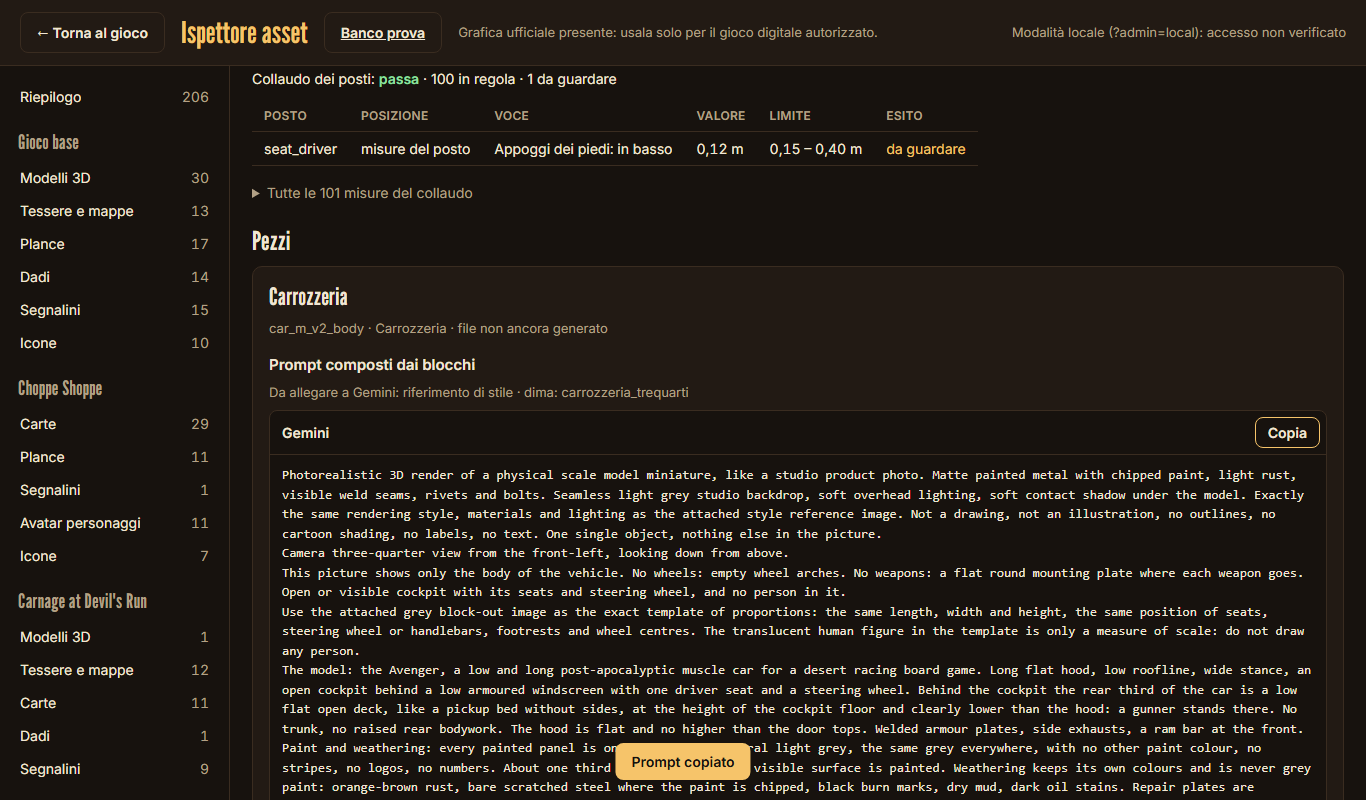 ← Torna al gioco
Ispettore asset
Banco prova
Grafica ufficiale presente: usala solo per il gioco digitale autorizzato.
Modalità locale (?admin=local): accesso non verificato
Riepilogo 206
Gioco base
Modelli 3D 30
Tessere e mappe 13
Plance 17
Dadi 14
Segnalini 15
Icone 10
Choppe Shoppe
Carte 29
Plance 11
Segnalini 1
Avatar personaggi 11
Icone 7
Carnage at Devil's Run
Modelli 3D 1
Tessere e mappe 12
Carte 11
Dadi 1
Segnalini 9
Collaudo dei posti: passa · 100 in regola · 1 da guardare
POSTO POSIZIONE VOCE VALORE LIMITE ESITO
seat_driver misure del posto Appoggi dei piedi: in basso 0,12 m 0,15 – 0,40 m da guardare
▶ Tutte le 101 misure del collaudo
Pezzi
Carrozzeria
car_m_v2_body · Carrozzeria · file non ancora generato
Prompt composti dai blocchi
Da allegare a Gemini: riferimento di stile · dima: carrozzeria_trequarti
Gemini
Copia
Photorealistic 3D render of a physical scale model miniature, like a studio product photo. Matte painted metal with chipped paint, light rust,
visible weld seams, rivets and bolts. Seamless light grey studio backdrop, soft overhead lighting, soft contact shadow under the model. Exactly
the same rendering style, materials and lighting as the attached style reference image. Not a drawing, not an illustration, no outlines, no
cartoon shading, no labels, no text. One single object, nothing else in the picture.
Camera three-quarter view from the front-left, looking down from above.
This picture shows only the body of the vehicle. No wheels: empty wheel arches. No weapons: a flat round mounting plate where each weapon goes.
Open or visible cockpit with its seats and steering wheel, and no person in it.
Use the attached grey block-out image as the exact template of proportions: the same length, width and height, the same position of seats,
steering wheel or handlebars, footrests and wheel centres. The translucent human figure in the template is only a measure of scale: do not draw
any person.
The model: the Avenger, a low and long post-apocalyptic muscle car for a desert racing board game. Long flat hood, low roofline, wide stance, an
open cockpit behind a low armoured windscreen with one driver seat and a steering wheel. Behind the cockpit the rear third of the car is a low
flat open deck, like a pickup bed without sides, at the height of the cockpit floor and clearly lower than the hood: a gunner stands there. No
trunk, no raised rear bodywork. The hood is flat and no higher than the door tops. Welded armour plates, side exhausts, a ram bar at the front.
Paint and weathering: every painted panel is light grey, the same grey everywhere, with no other paint colour, no
stripes, no logos, no numbers. About one third visible surface is painted. Weathering keeps its own colours and is never grey
paint: orange-brown rust, bare scratched steel where the paint is chipped, black burn marks, dry mud, dark oil stains. Repair plates are
Prompt copiato